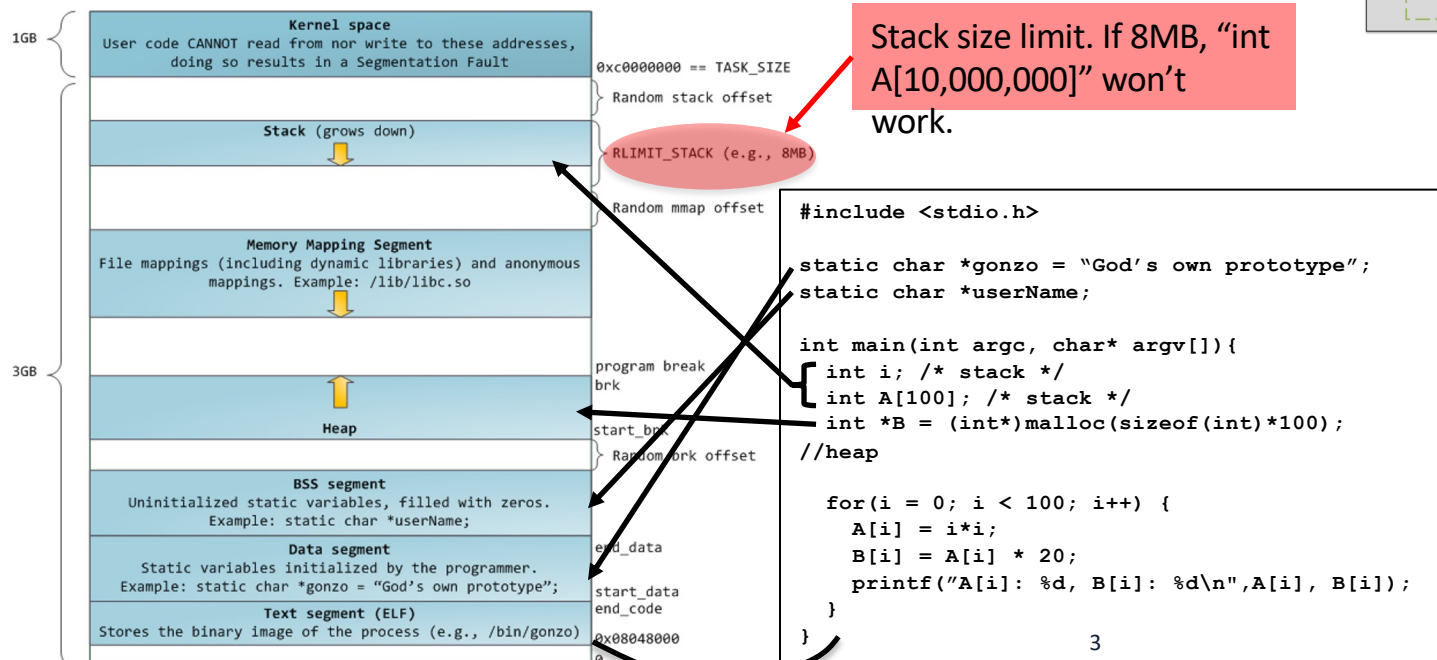 1GB
Kernel space
User code CANNOT read from nor write to these addresses,
doing so results in a Segmentation Fault
0xc0000000 == TASK_SIZE
Random stack offset
Stack (grows down)
RLIMIT_STACK (e.g., 8MB)
Random mmap offset
Memory Mapping Segment
File mappings (including dynamic libraries) and anonymous
mappings. Example: /lib/libc.so
3GB
program break
brk
Heap
start_brk
Random brk offset
BSS segment
Uninitialized static variables, filled with zeros.
Example: static char *userName;
Data segment
Static variables initialized by the programmer.
Example: static char *gonzo = “God’s own prototype”;
end_data
start_data
end_code
Text segment (ELF)
Stores the binary image of the process (e.g., /bin/gonzo)
0x08048000
0
Stack size limit. If 8MB, “int
A[10,000,000]” won’t
work.
#include <stdio.h>
static char *gonzo = “God’s own prototype”;
static char *userName;
int main(int argc, char* argv[]){
int i; /* stack */
int A[100]; /* stack */
int *B = (int*)malloc(sizeof(int)*100);
//heap
for(i = 0; i < 100; i++) {
A[i] = i*i;
B[i] = A[i] * 20;
printf(”A[i]: %d, B[i]: %d\n",A[i], B[i]);
}
}
3